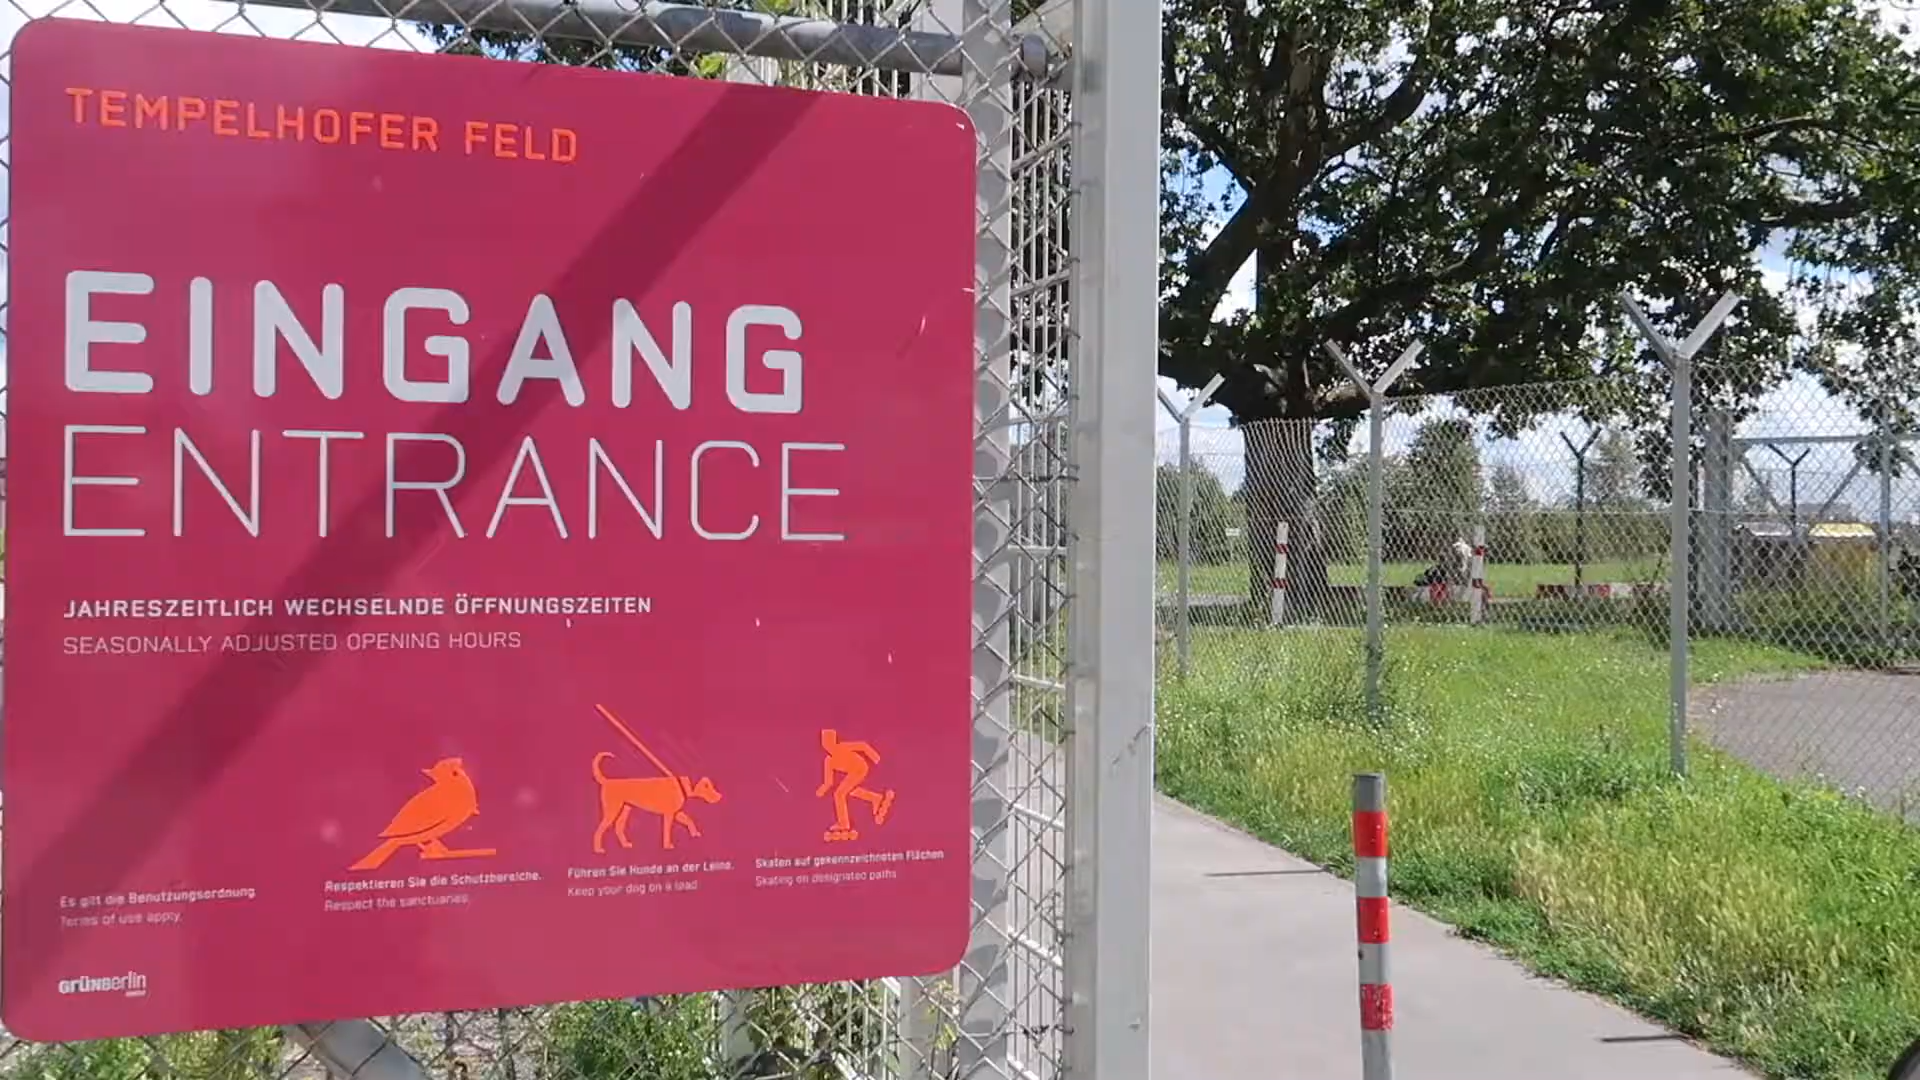 TEMPELHOFER FELD
EINGANG
ENTRANCE
JAHRESZEITLICH WECHSELNDE ÖFFNUNGSZEITEN
SEASONALLY ADJUSTED OPENING HOURS
Es gilt die Benutzungsordnung.
Terms of use apply.
Respektieren Sie die Schutzbereiche.
Respect the sanctuaries.
Führen Sie Hunde an der Leine.
Keep your dog on a lead
Skaten auf gekennzeichneten Flächen
Skating on designated paths
GRÜNBerlin